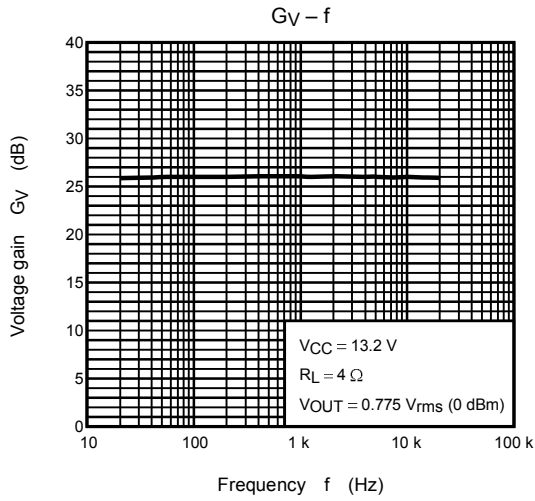 GV – f
40
35
30
25
20
15
10
5
0
Voltage gain GV (dB)
VCC = 13.2 V
RL = 4 Ω
VOUT = 0.775 Vrms (0 dBm)
10 100 1 k 10 k 100 k
Frequency f (Hz)